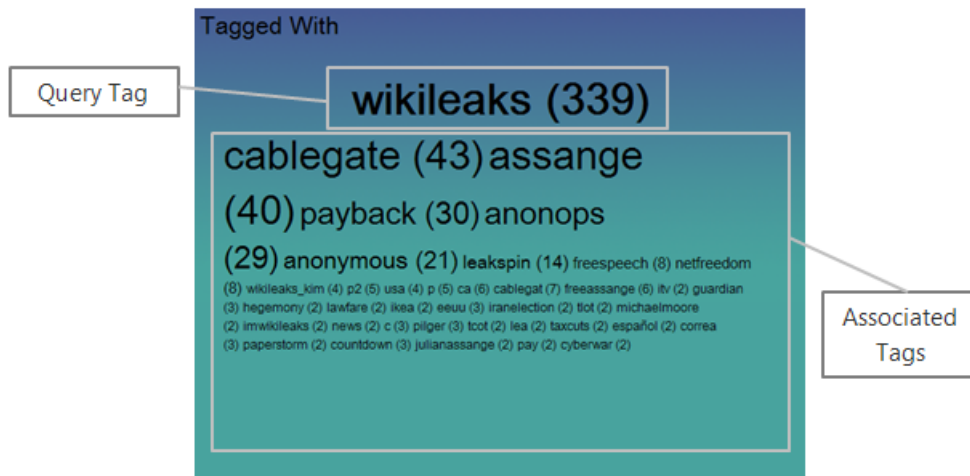 Tagged With
Query Tag
wikileaks (339)
cablegate (43) assange
(40) payback (30) anonops
(29) anonymous (21) leakspin (14) freespeech (8) netfreedom
(8) wikileaks_kim (4) p2 (5) usa (4) p (5) ca (6) cablegat (7) freeassange (6) itv (2) guardian
(3) hegemony (2) lawfare (2) ikea (2) eeuu (3) iranelection (2) tlot (2) michaelmoore
(2) imwikileaks (2) news (2) c (3) pilger (3) tcot (2) lea (2) taxcuts (2) español (2) correa
(3) paperstorm (2) countdown (3) julianassange (2) pay (2) cyberwar (2)
Associated
Tags